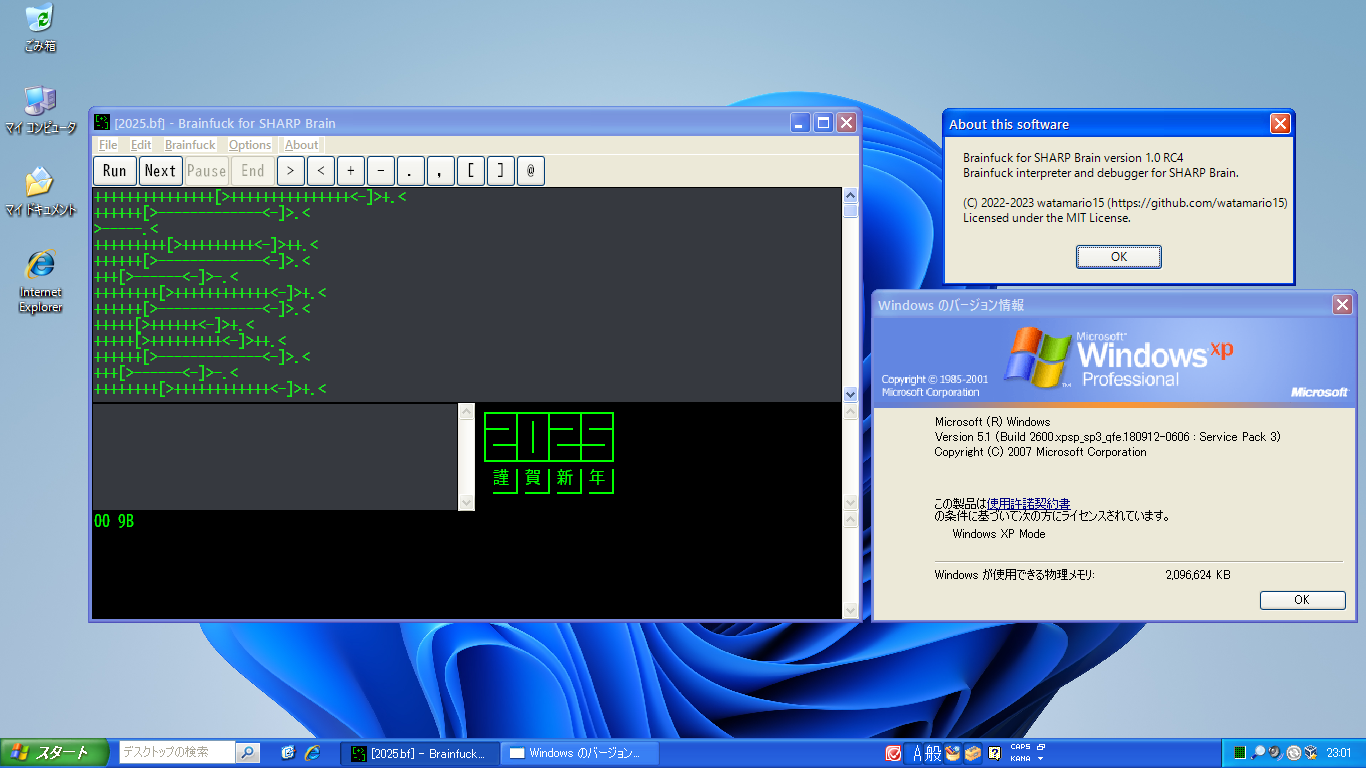 ごみ箱
マイ コンピュータ
マイ ドキュメント
Internet
Explorer
[2025.bf] - Brainfuck for SHARP Brain
File Edit Brainfuck Options About
Run Next Pause End > < + - . , [ ] @
+++++++++++++++[>+++++++++++++++<-]>+.<
++++++[>-------------<-]>.<
>-----.<
+++++++++[>+++++++++<-]>++.<
++++++[>-------------<-]>.<
+++[>------<-]>-.<
++++++++[>++++++++++++<-]>+.<
++++++[>-------------<-]>.<
+++++[>++++++<-]>+.<
+++++[>+++++++++<-]>++.<
++++++[>-------------<-]>.<
+++[>------<-]>-.<
++++++++[>++++++++++++<-]>+.<
2025
謹賀新年
00 9B
About this software
Brainfuck for SHARP Brain version 1.0 RC4
Brainfuck interpreter and debugger for SHARP Brain.
(C) 2022-2023 watamario15 (https://github.com/watamario15)
Licensed under the MIT License.
OK
Windows のバージョン情報
Microsoft
Windows xp
Professional
Copyright © 1985-2001
Microsoft Corporation
Microsoft
Microsoft (R) Windows
Version 5.1 (Build 2600.xpsp_sp3_qfe.180912-0606 : Service Pack 3)
Copyright (C) 2007 Microsoft Corporation
この製品は使用許諾契約書
の条件に基づいて次の方にライセンスされています。
Windows XP Mode
Windows が使用できる物理メモリ: 2,096,624 KB
OK
スタート
デスクトップの検索
[2025.bf] - Brainfuck...
Windows のバージョン...
A 般
CAPS
KANA
23:01